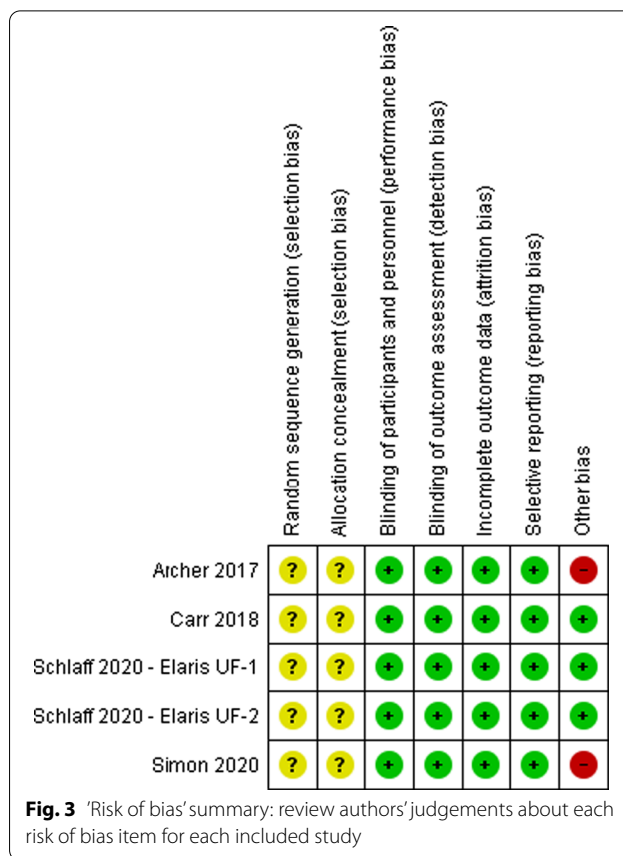 Random sequence generation (selection bias)
Allocation concealment (selection bias)
Blinding of participants and personnel (performance bias)
Blinding of outcome assessment (detection bias)
Incomplete outcome data (attrition bias)
Selective reporting (reporting bias)
Other bias
Archer 2017 ? ? + + + + -
Carr 2018 ? ? + + + + +
Schlaff 2020 - Elaris UF-1 ? ? + + + + +
Schlaff 2020 - Elaris UF-2 ? ? + + + + +
Simon 2020 ? ? + + + + -
Fig. 3 'Risk of bias' summary: review authors' judgements about each
risk of bias item for each included study